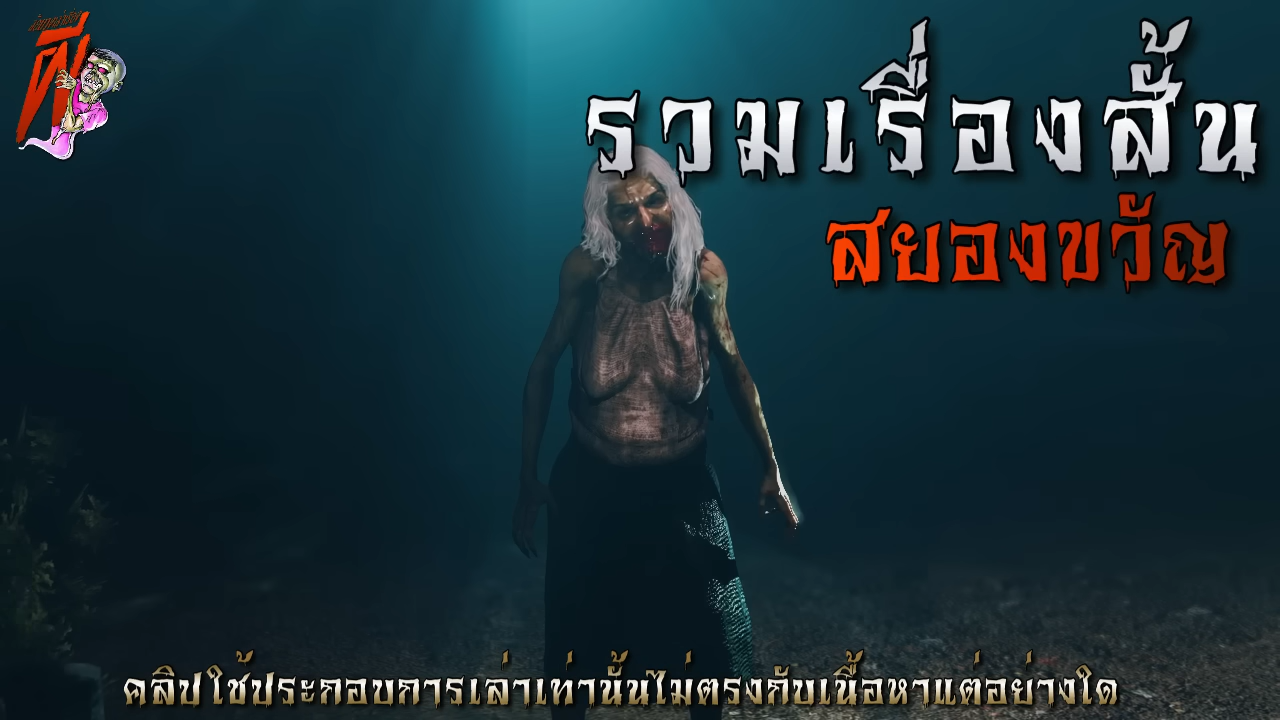 ผี
รวมเรื่องสั้น
สยองขวัญ
คลิปใช้ประกอบการเล่าเท่านั้นไม่ตรงกับเนื้อหาแต่อย่างใด